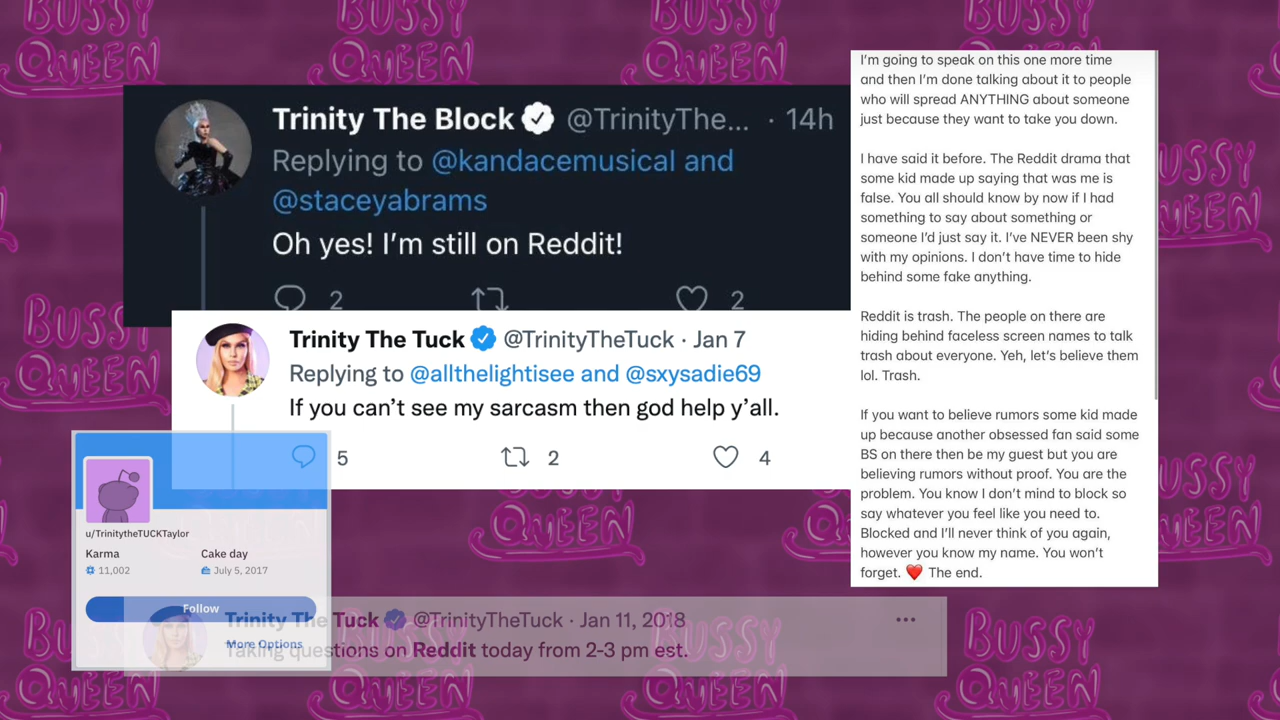 BUSSY QUEEN
Trinity The Block @TrinityThe... · 14h
Replying to @kandacemusical and
@staceyabrams
Oh yes! I'm still on Reddit!
2 2
Trinity The Tuck @TrinityTheTuck · Jan 7
Replying to @allthelightisee and @sxysadie69
If you can't see my sarcasm then god help y'all.
5 2 4
u/TrinitytheTUCKTaylor
Karma Cake day
11,002 July 5, 2017
Follow
More Options
Trinity The Tuck @TrinityTheTuck · Jan 11, 2018
Taking questions on Reddit today from 2-3 pm est.
I'm going to speak on this one more time
and then I'm done talking about it to people
who will spread ANYTHING about someone
just because they want to take you down.
I have said it before. The Reddit drama that
some kid made up saying that was me is
false. You all should know by now if I had
something to say about something or
someone I'd just say it. I've NEVER been shy
with my opinions. I don't have time to hide
behind some fake anything.
Reddit is trash. The people on there are
hiding behind faceless screen names to talk
trash about everyone. Yeh, let's believe them
lol. Trash.
If you want to believe rumors some kid made
up because another obsessed fan said some
BS on there then be my guest but you are
believing rumors without proof. You are the
problem. You know I don't mind to block so
say whatever you feel like you need to.
Blocked and I'll never think of you again,
however you know my name. You won't
forget. ❤️ The end.